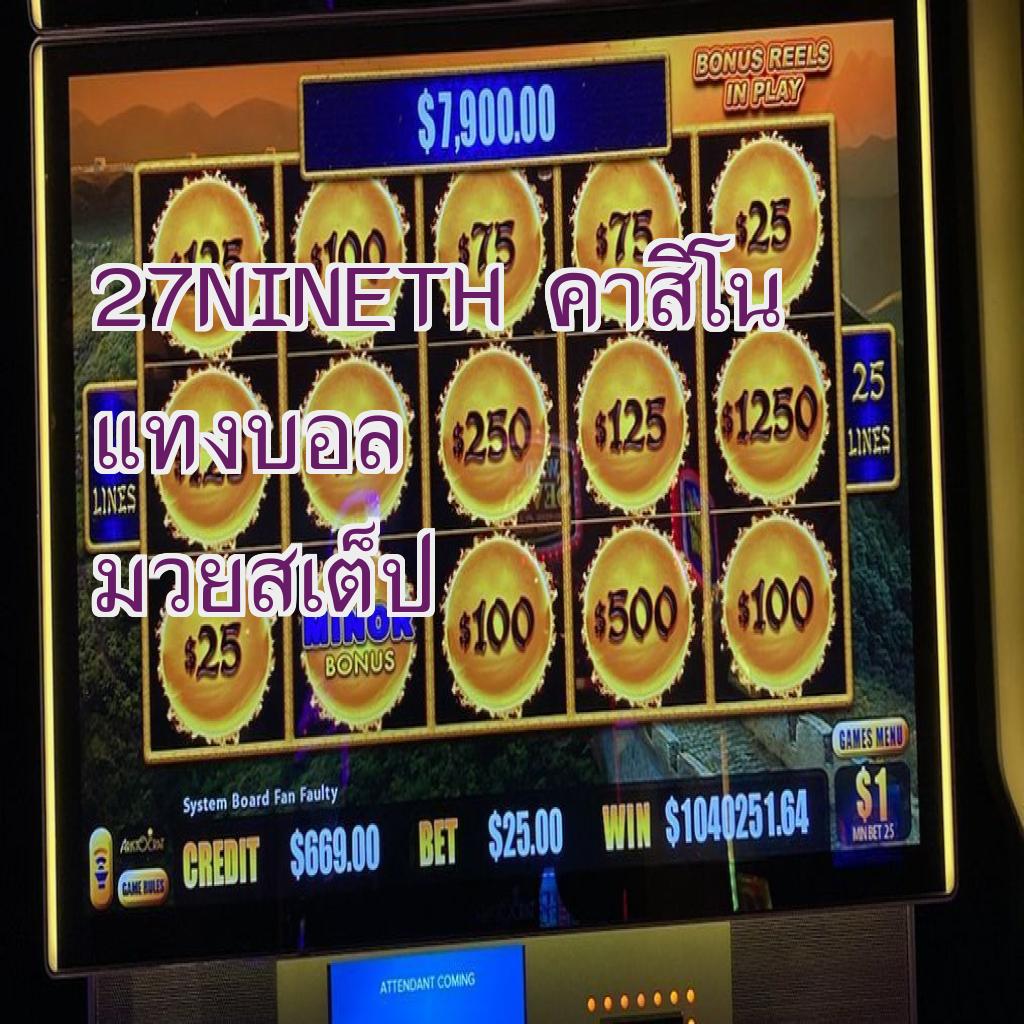 BONUS REELS
IN PLAY
$7,900.00
$125 $100 $75 $75 $25
27NINETH คาสิโน
$250 $125 $1250
25
LINES
LINES
แทงบอล
$125
มวยสเต็ป
$25
MINOR
BONUS
$100 $500 $100
GAMES MENU
$1
MIN BET 25
System Board Fan Faulty
ARISTOCRAT
GAME RULES
CREDIT $669.00 BET $25.00 WIN $1040251.64
ATTENDANT COMING